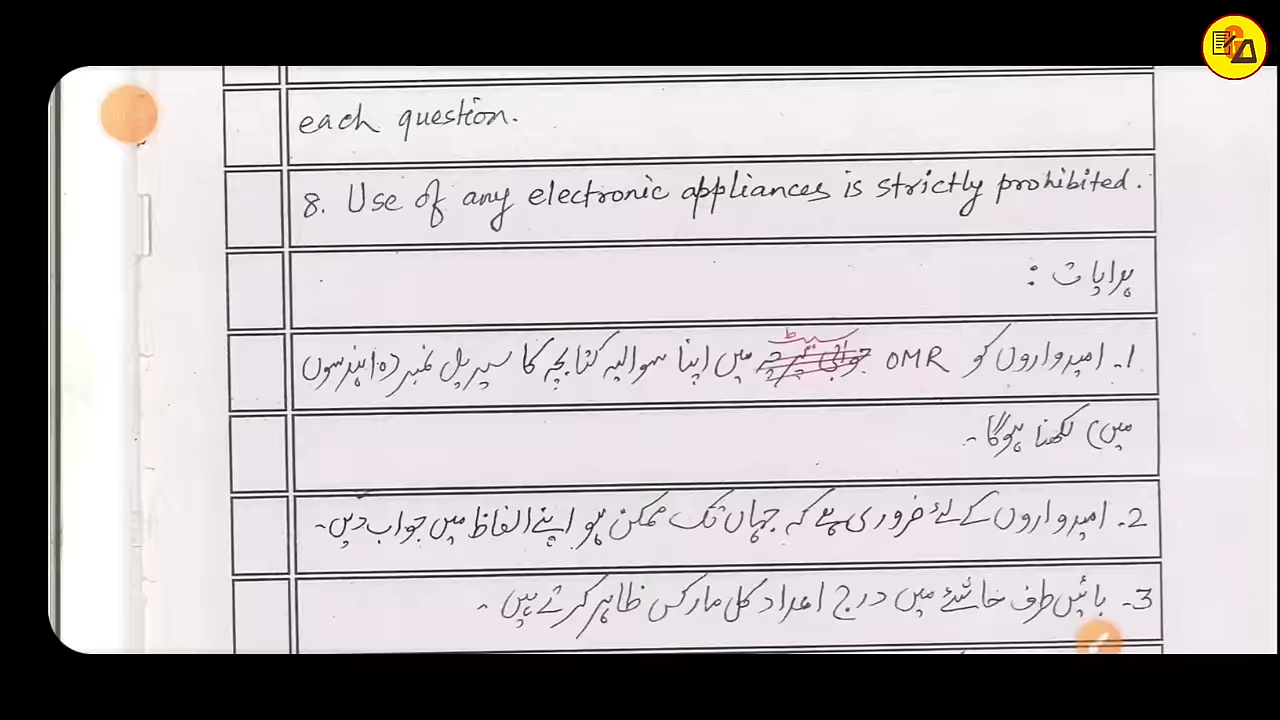 each question.
8. Use of any electronic appliances is strictly prohibited.
ہدایات :
1۔ امیدواروں کو OMR میں اپنا سوالیہ کتابچہ کا سیریل نمبر (10 ہندسوں
میں) لکھنا ہوگا۔
2۔ امیدواروں کے لئے ضروری ہے کہ جہاں تک ممکن ہو اپنے الفاظ میں جواب دیں۔
3۔ بائیں طرف حاشئے میں درج اعداد کل مارکس ظاہر کرتے ہیں۔